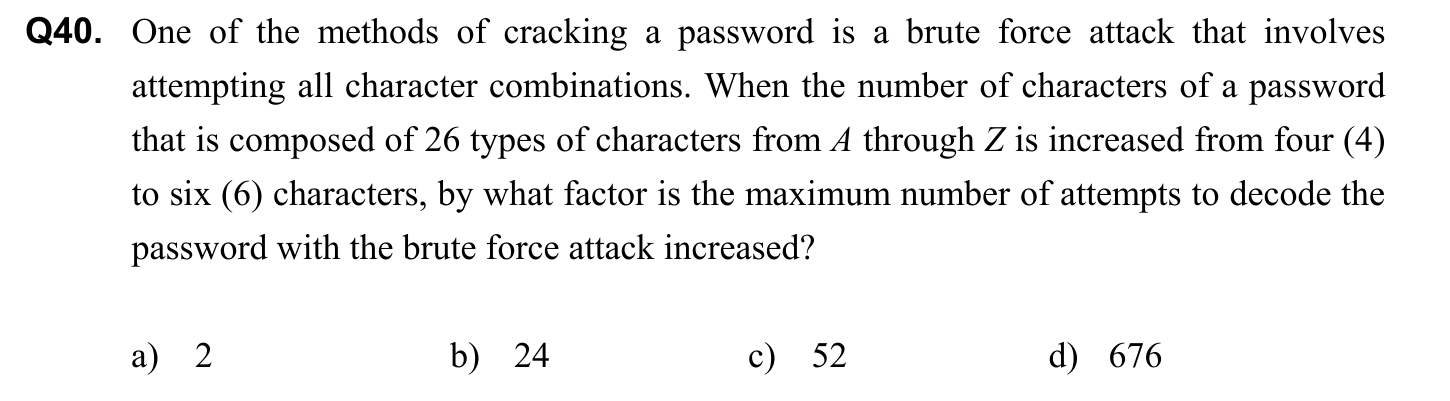 Q40. One of the methods of cracking a password is a brute force attack that involves
attempting all character combinations. When the number of characters of a password
that is composed of 26 types of characters from A through Z is increased from four (4)
to six (6) characters, by what factor is the maximum number of attempts to decode the
password with the brute force attack increased?
a) 2 b) 24 c) 52 d) 676